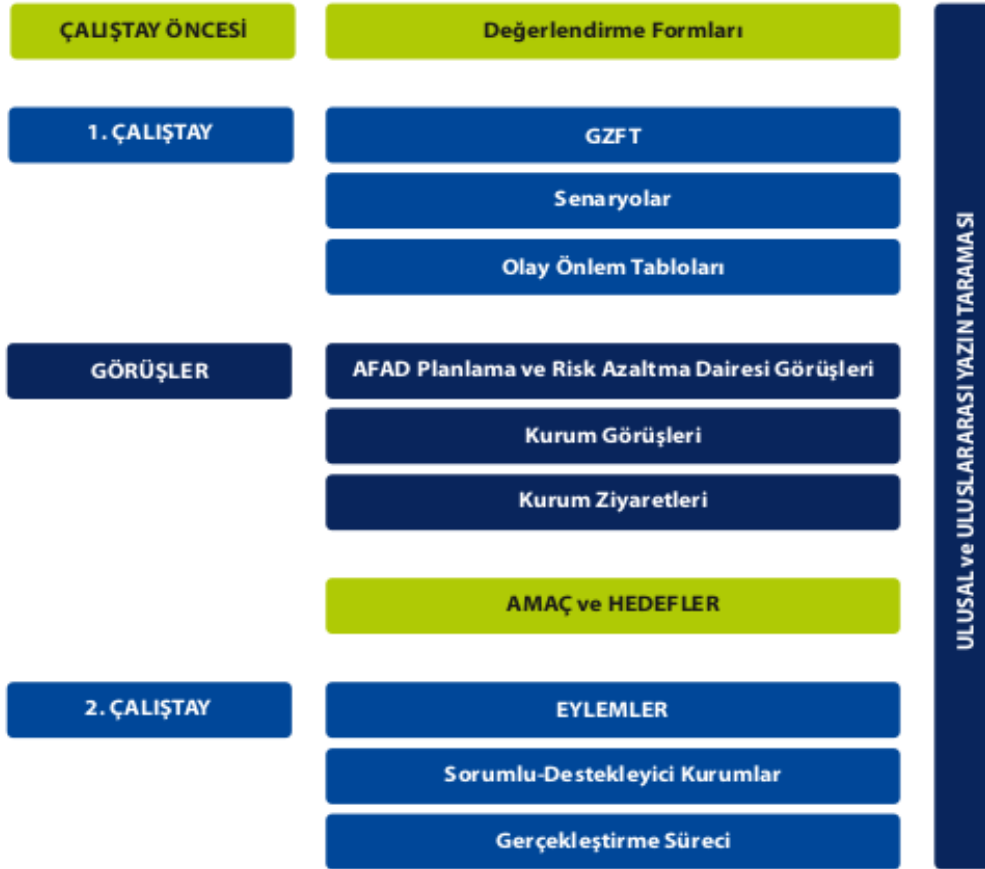 ÇALIŞTAY ÖNCESİ
Değerlendirme Formları
1. ÇALIŞTAY
GZFT
Senaryolar
Olay Önlem Tabloları
GÖRÜŞLER
AFAD Planlama ve Risk Azaltma Dairesi Görüşleri
Kurum Görüşleri
Kurum Ziyaretleri
AMAÇ ve HEDEFLER
2. ÇALIŞTAY
EYLEMLER
Sorumlu-Destekleyici Kurumlar
Gerçekleştirme Süreci
ULUSAL ve ULUSLARARASI YAZIN TARAMASI